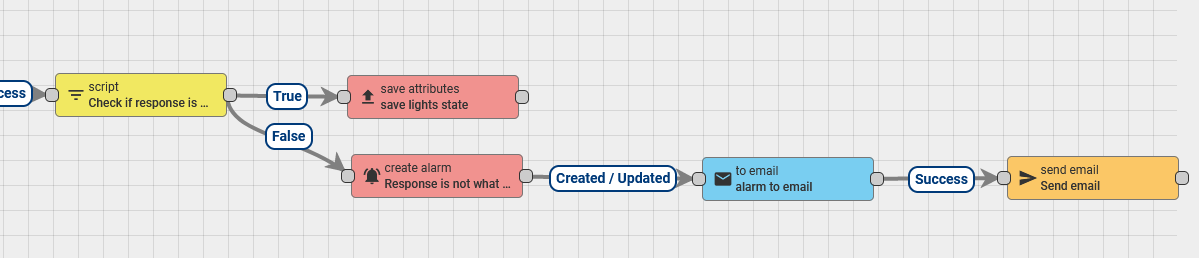 cess
script
Check if response is ...
True
save attributes
save lights state
False
create alarm
Response is not what ...
Created / Updated
to email
alarm to email
Success
send email
Send email